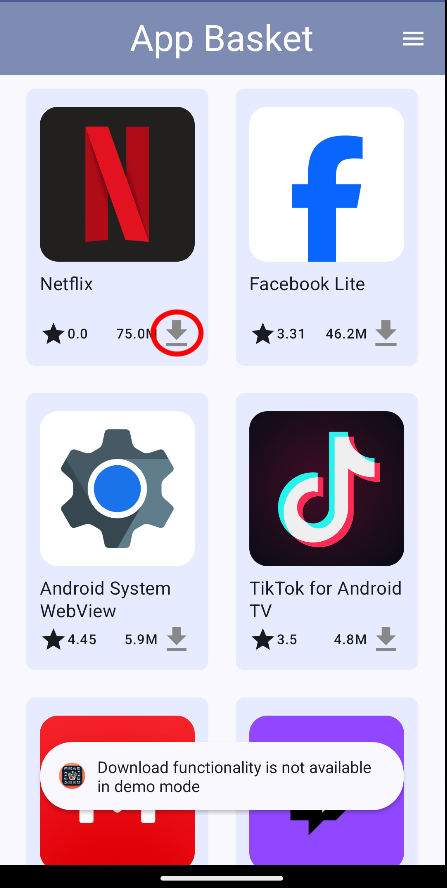 App Basket
Netflix
0.0 75.0M
Facebook Lite
3.31 46.2M
Android System
WebView
4.45 5.9M
TikTok for Android
TV
3.5 4.8M
Download functionality is not available
in demo mode